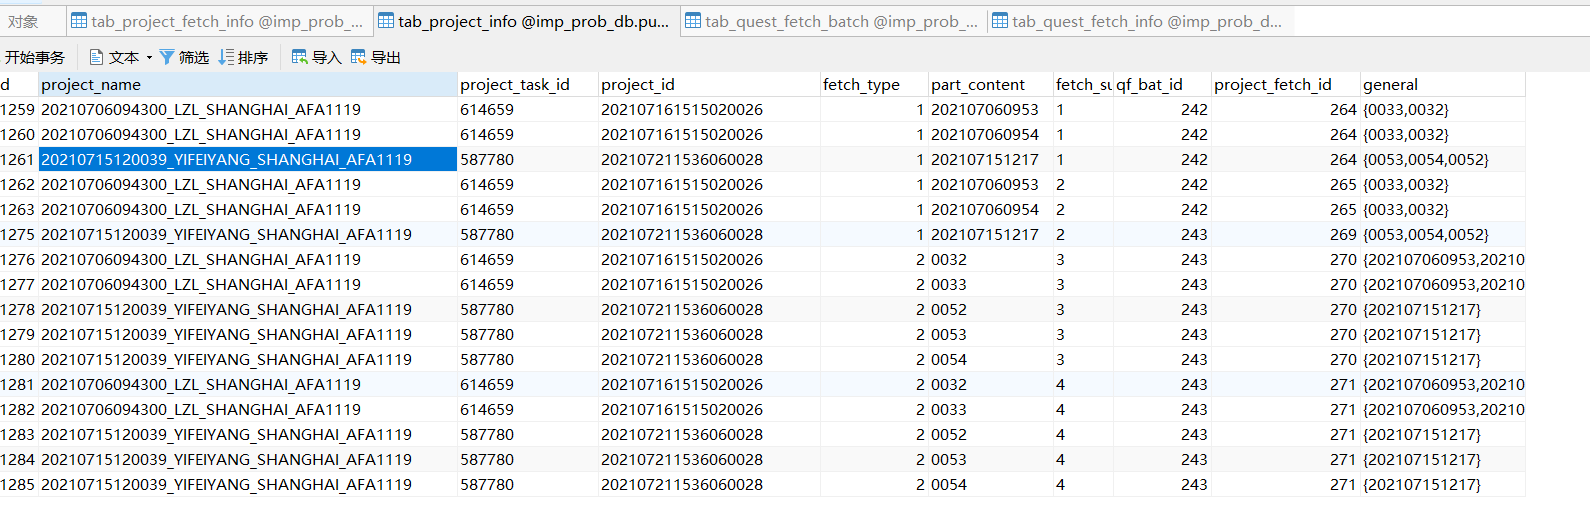 对象 tab_project_fetch_info @imp_prob_... tab_project_info @imp_prob_db.pu... tab_quest_fetch_batch @imp_prob_... tab_quest_fetch_info @imp_prob_d...
开始事务 文本 筛选 排序 导入 导出
d project_name project_task_id project_id fetch_type part_content fetch_su qf_bat_id project_fetch_id general
1259 20210706094300_LZL_SHANGHAI_AFA1119 614659 202107161515020026 1 202107060953 1 242 264 {0033,0032}
1260 20210706094300_LZL_SHANGHAI_AFA1119 614659 202107161515020026 1 202107060954 1 242 264 {0033,0032}
1261 20210715120039_YIFEIYANG_SHANGHAI_AFA1119 587780 202107211536060028 1 202107151217 1 242 264 {0053,0054,0052}
1262 20210706094300_LZL_SHANGHAI_AFA1119 614659 202107161515020026 1 202107060953 2 242 265 {0033,0032}
1263 20210706094300_LZL_SHANGHAI_AFA1119 614659 202107161515020026 1 202107060954 2 242 265 {0033,0032}
1275 20210715120039_YIFEIYANG_SHANGHAI_AFA1119 587780 202107211536060028 1 202107151217 2 243 269 {0053,0054,0052}
1276 20210706094300_LZL_SHANGHAI_AFA1119 614659 202107161515020026 2 0032 3 243 270 {202107060953,20210
1277 20210706094300_LZL_SHANGHAI_AFA1119 614659 202107161515020026 2 0033 3 243 270 {202107060953,20210
1278 20210715120039_YIFEIYANG_SHANGHAI_AFA1119 587780 202107211536060028 2 0052 3 243 270 {202107151217}
1279 20210715120039_YIFEIYANG_SHANGHAI_AFA1119 587780 202107211536060028 2 0053 3 243 270 {202107151217}
1280 20210715120039_YIFEIYANG_SHANGHAI_AFA1119 587780 202107211536060028 2 0054 3 243 270 {202107151217}
1281 20210706094300_LZL_SHANGHAI_AFA1119 614659 202107161515020026 2 0032 4 243 271 {202107060953,20210
1282 20210706094300_LZL_SHANGHAI_AFA1119 614659 202107161515020026 2 0033 4 243 271 {202107060953,20210
1283 20210715120039_YIFEIYANG_SHANGHAI_AFA1119 587780 202107211536060028 2 0052 4 243 271 {202107151217}
1284 20210715120039_YIFEIYANG_SHANGHAI_AFA1119 587780 202107211536060028 2 0053 4 243 271 {202107151217}
1285 20210715120039_YIFEIYANG_SHANGHAI_AFA1119 587780 202107211536060028 2 0054 4 243 271 {202107151217}